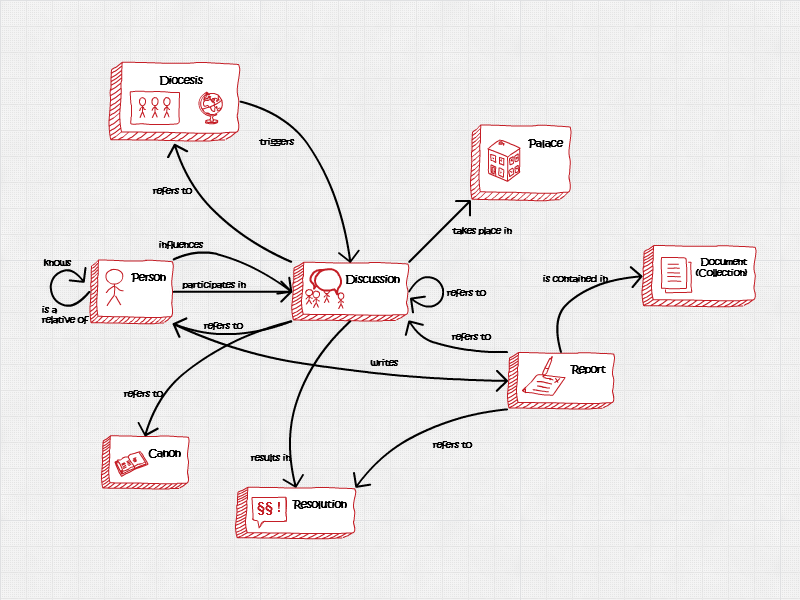 Diocesis
triggers
Palace
refers to
takes place in
influences
knows
Person
participates in
Discussion
refers to
Document
(Collection)
is contained in
is a
relative of
refers to
refers to
writes
Report
refers to
Canon
results in
refers to
§§ !
Resolution